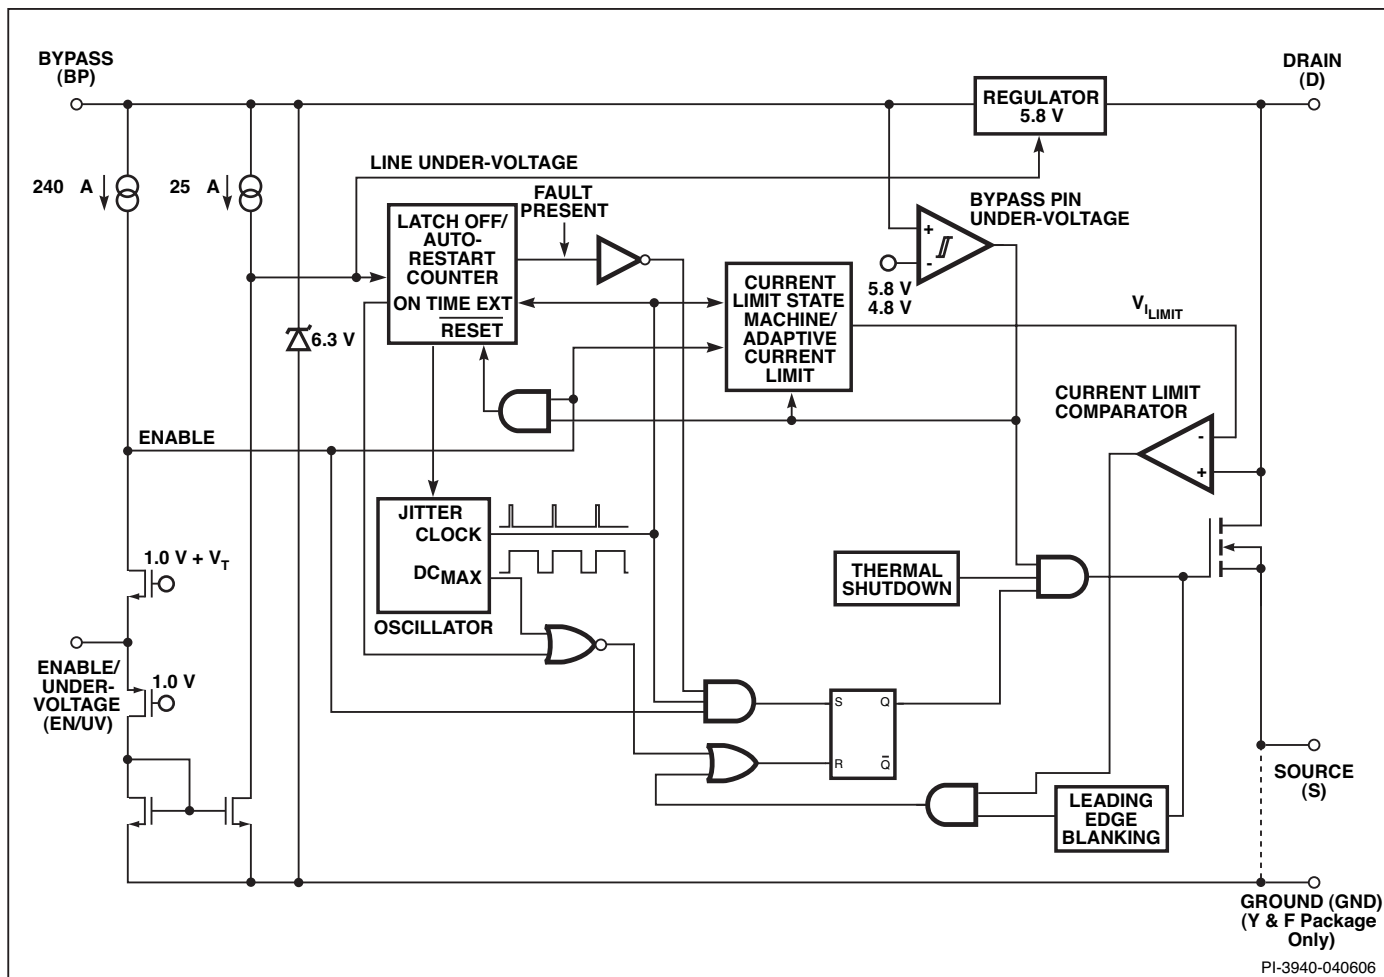 BYPASS
(BP)
DRAIN
(D)
REGULATOR
5.8 V
LINE UNDER-VOLTAGE
240 A
25 A
FAULT
PRESENT
BYPASS PIN
UNDER-VOLTAGE
LATCH OFF/
AUTO-
RESTART
COUNTER
ON TIME EXT
RESET
+
-
5.8 V
4.8 V
CURRENT
LIMIT STATE
MACHINE/
ADAPTIVE
CURRENT
LIMIT
VILIMIT
6.3 V
CURRENT LIMIT
COMPARATOR
-
+
ENABLE
JITTER
CLOCK
DCMAX
OSCILLATOR
1.0 V + VT
THERMAL
SHUTDOWN
ENABLE/
UNDER-
VOLTAGE
(EN/UV)
1.0 V
S Q
R Q̅
SOURCE
(S)
LEADING
EDGE
BLANKING
GROUND (GND)
(Y & F Package
Only)
PI-3940-040606